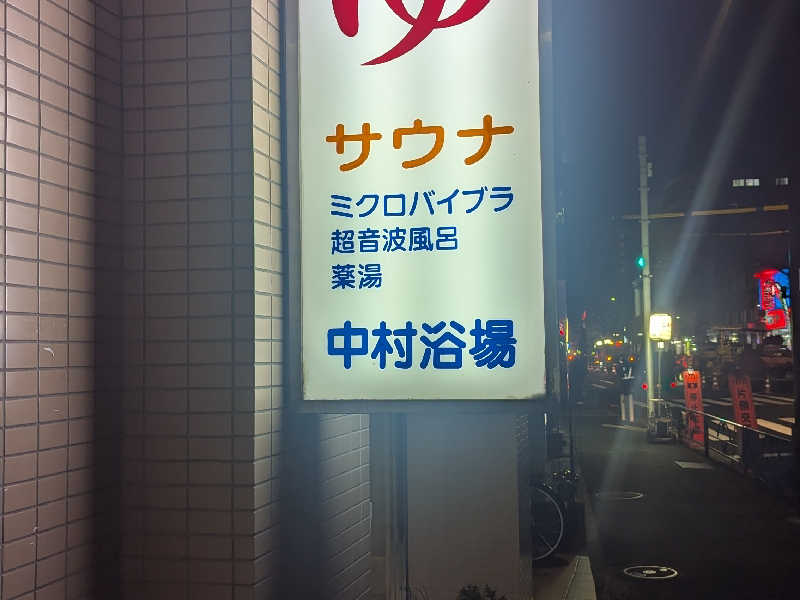 ゆ
サウナ
ミクロバイブラ
超音波風呂
薬湯
中村浴場